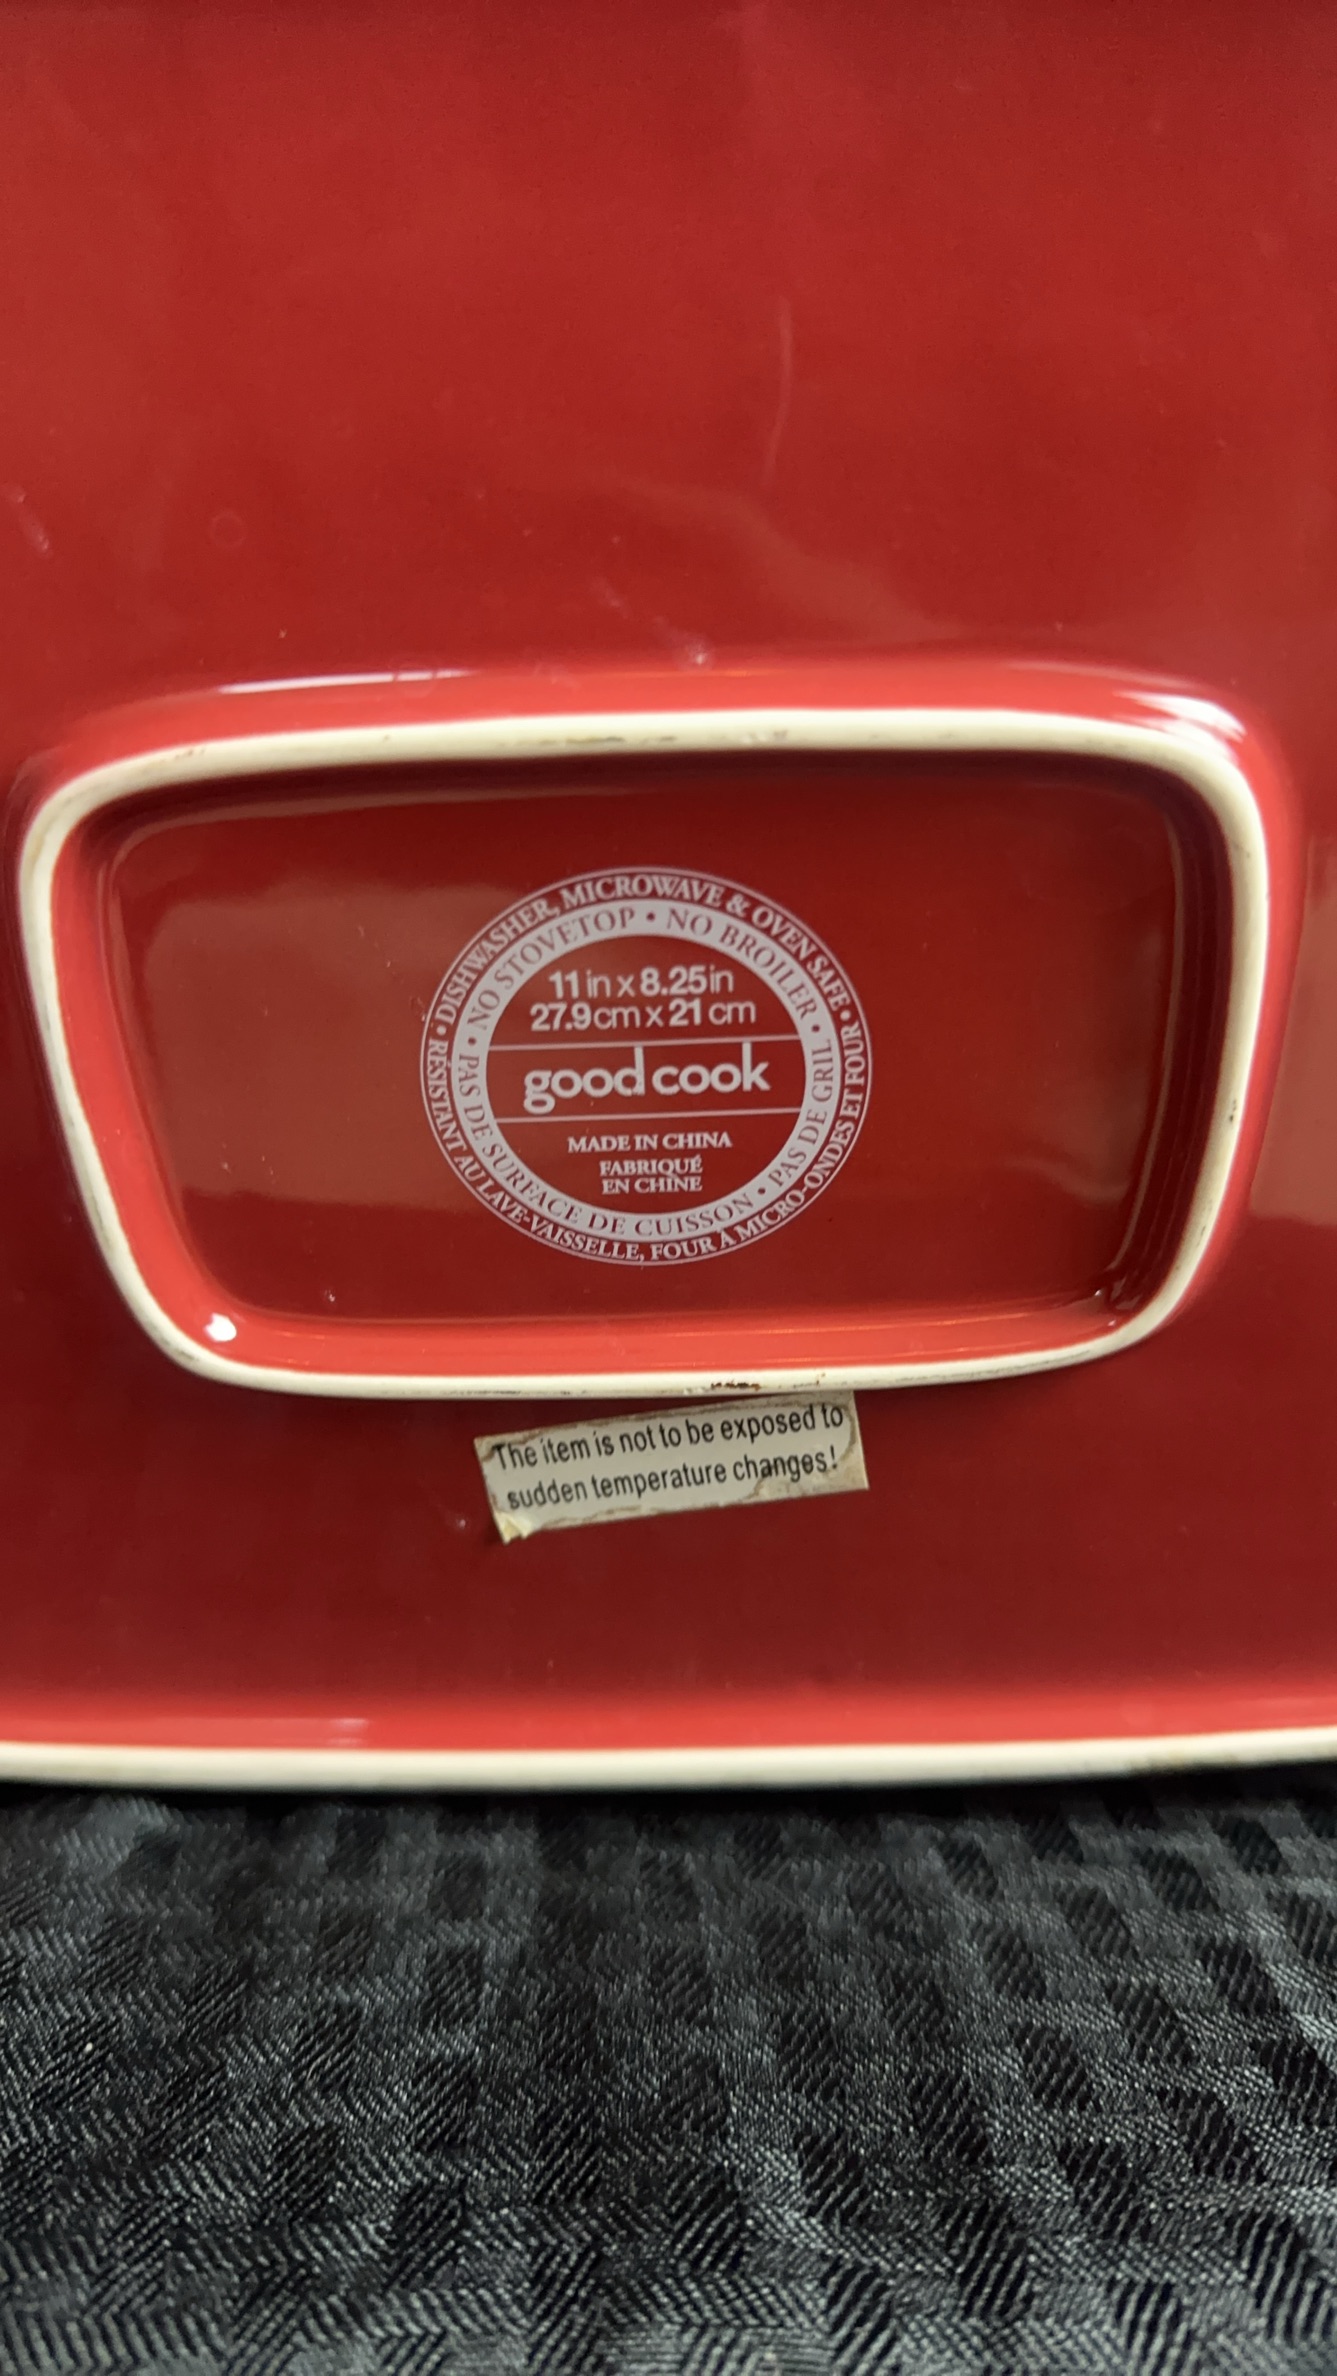 • DISHWASHER, MICROWAVE & OVEN SAFE •
RÉSISTANT AU LAVE-VAISSELLE, FOUR À MICRO-ONDES ET FOUR
• NO STOVETOP • NO BROILER •
PAS DE SURFACE DE CUISSON • PAS DE GRIL
11 in x 8.25 in
27.9 cm x 21 cm
good cook
MADE IN CHINA
FABRIQUÉ
EN CHINE
The item is not to be exposed to
sudden temperature changes!